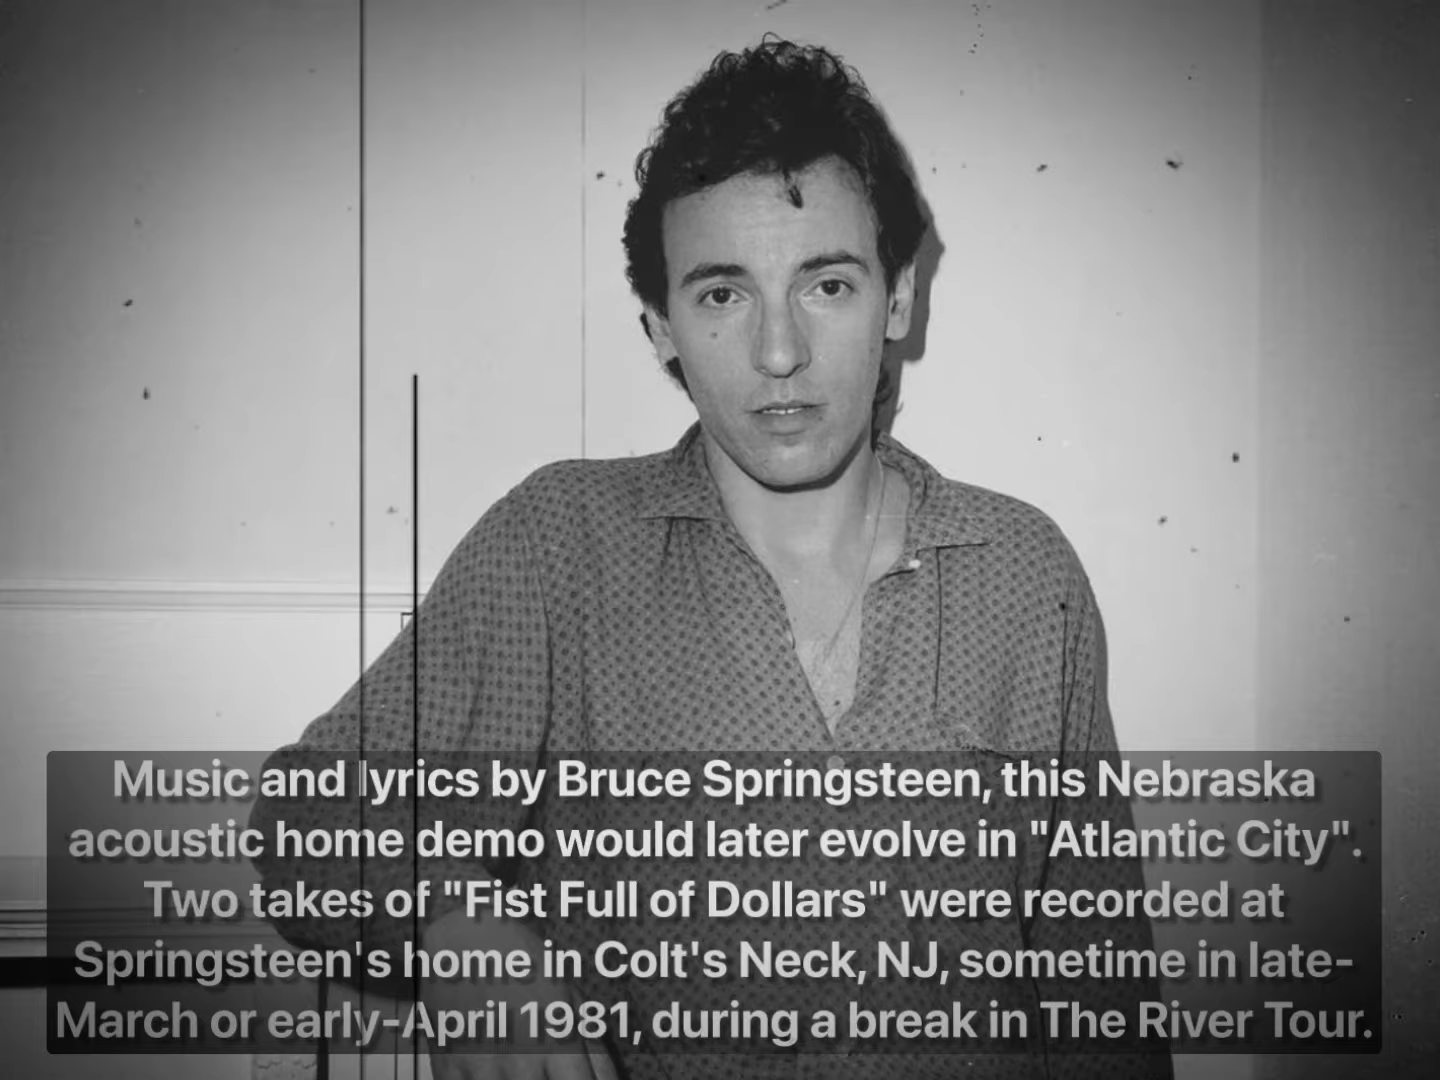 Music and lyrics by Bruce Springsteen, this Nebraska
acoustic home demo would later evolve in "Atlantic City".
Two takes of "Fist Full of Dollars" were recorded at
Springsteen's home in Colt's Neck, NJ, sometime in late-
March or early-April 1981, during a break in The River Tour.